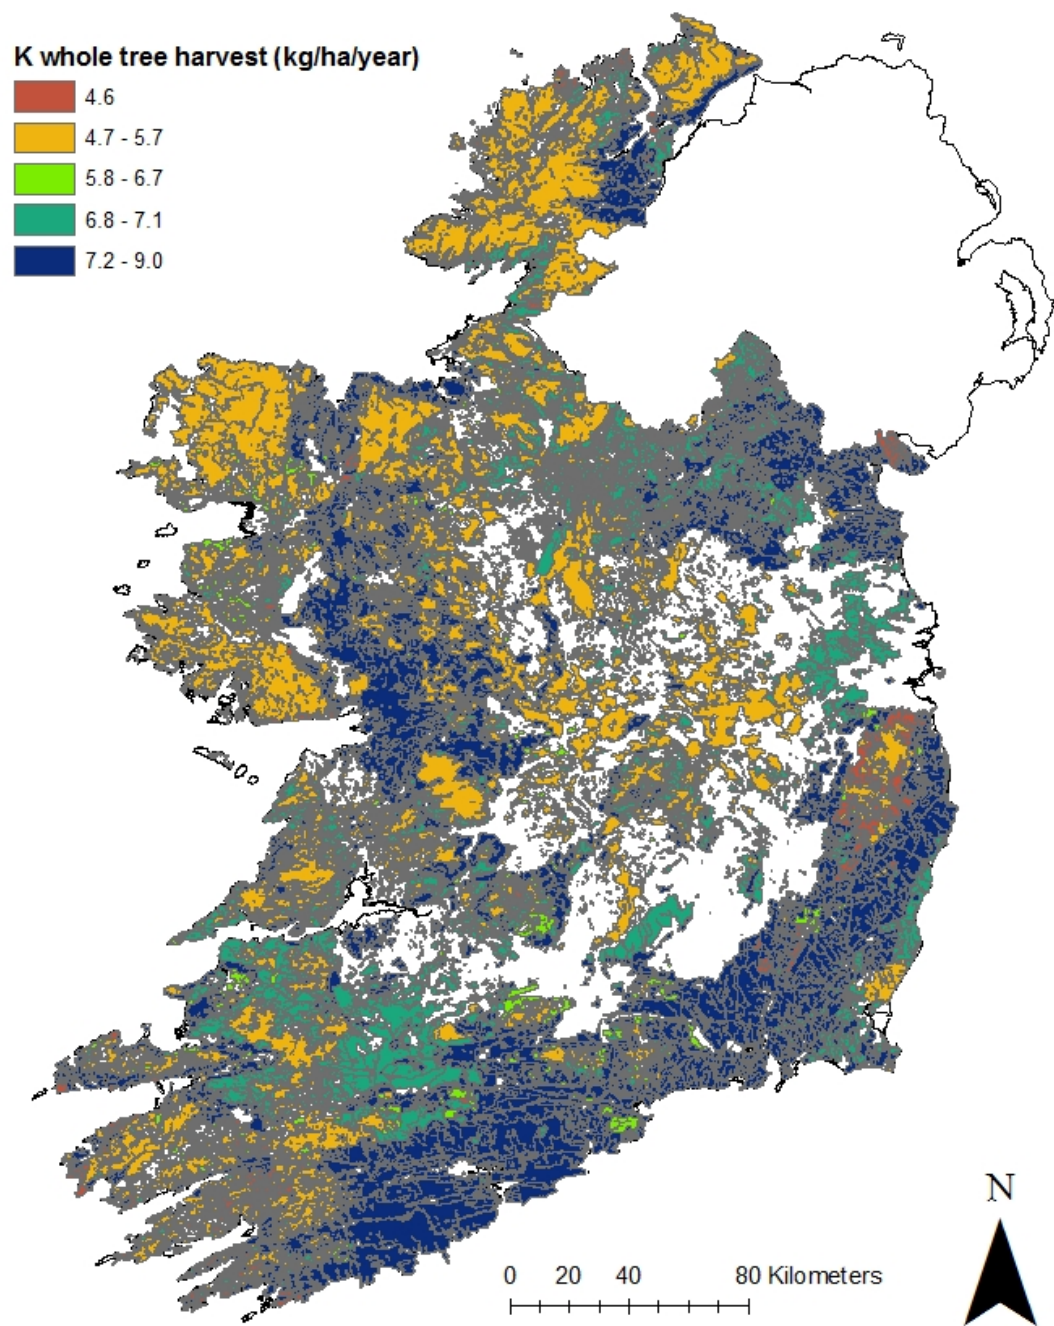 K whole tree harvest (kg/ha/year)
4.6
4.7 - 5.7
5.8 - 6.7
6.8 - 7.1
7.2 - 9.0
N
0 20 40 80 Kilometers